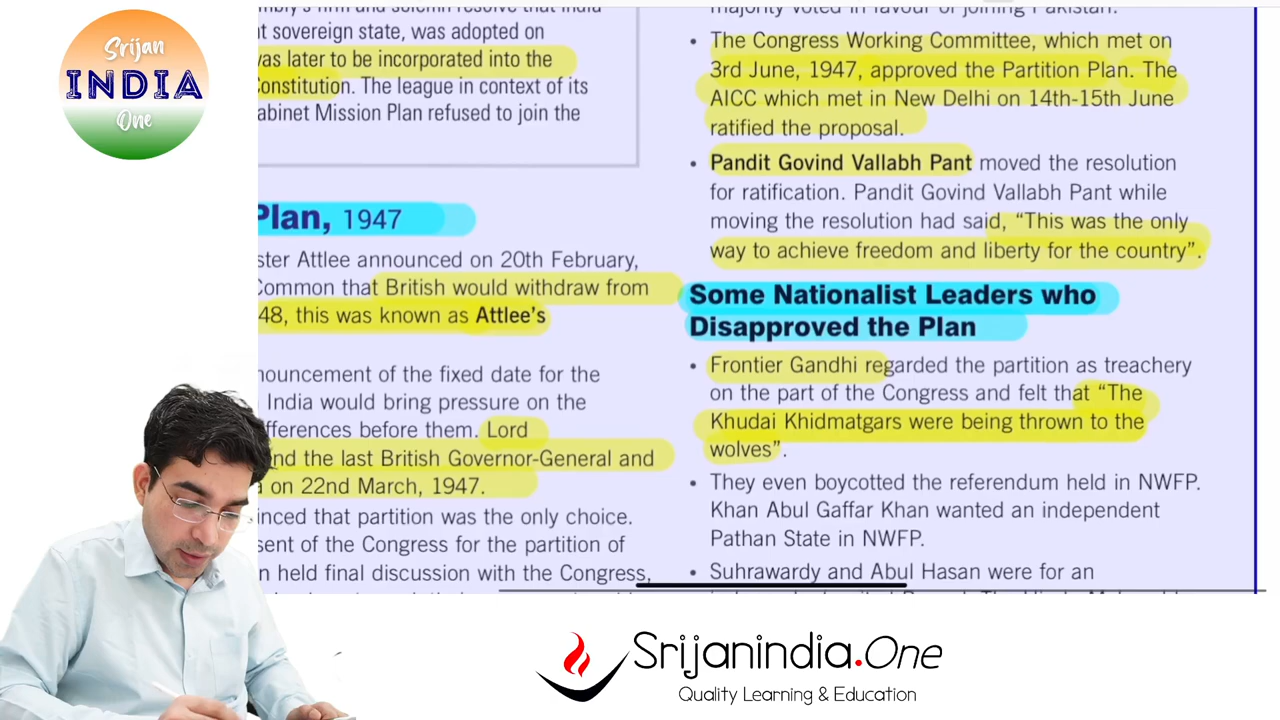 Srijan
INDIA
One
mbly's firm and solemn resolve that India
t sovereign state, was adopted on
was later to be incorporated into the
Constitution. The league in context of its
abinet Mission Plan refused to join the
Plan, 1947
ster Attlee announced on 20th February,
Common that British would withdraw from
48, this was known as Attlee's
nouncement of the fixed date for the
India would bring pressure on the
fferences before them. Lord
nd the last British Governor-General and
a on 22nd March, 1947.
inced that partition was the only choice.
sent of the Congress for the partition of
n held final discussion with the Congress,
majority voted in favour of joining Pakistan.
• The Congress Working Committee, which met on
3rd June, 1947, approved the Partition Plan. The
AICC which met in New Delhi on 14th-15th June
ratified the proposal.
• Pandit Govind Vallabh Pant moved the resolution
for ratification. Pandit Govind Vallabh Pant while
moving the resolution had said, “This was the only
way to achieve freedom and liberty for the country”.
Some Nationalist Leaders who
Disapproved the Plan
• Frontier Gandhi regarded the partition as treachery
on the part of the Congress and felt that “The
Khudai Khidmatgars were being thrown to the
wolves”.
• They even boycotted the referendum held in NWFP.
Khan Abul Gaffar Khan wanted an independent
Pathan State in NWFP.
• Suhrawardy and Abul Hasan were for an
Srijanindia.One
Quality Learning & Education